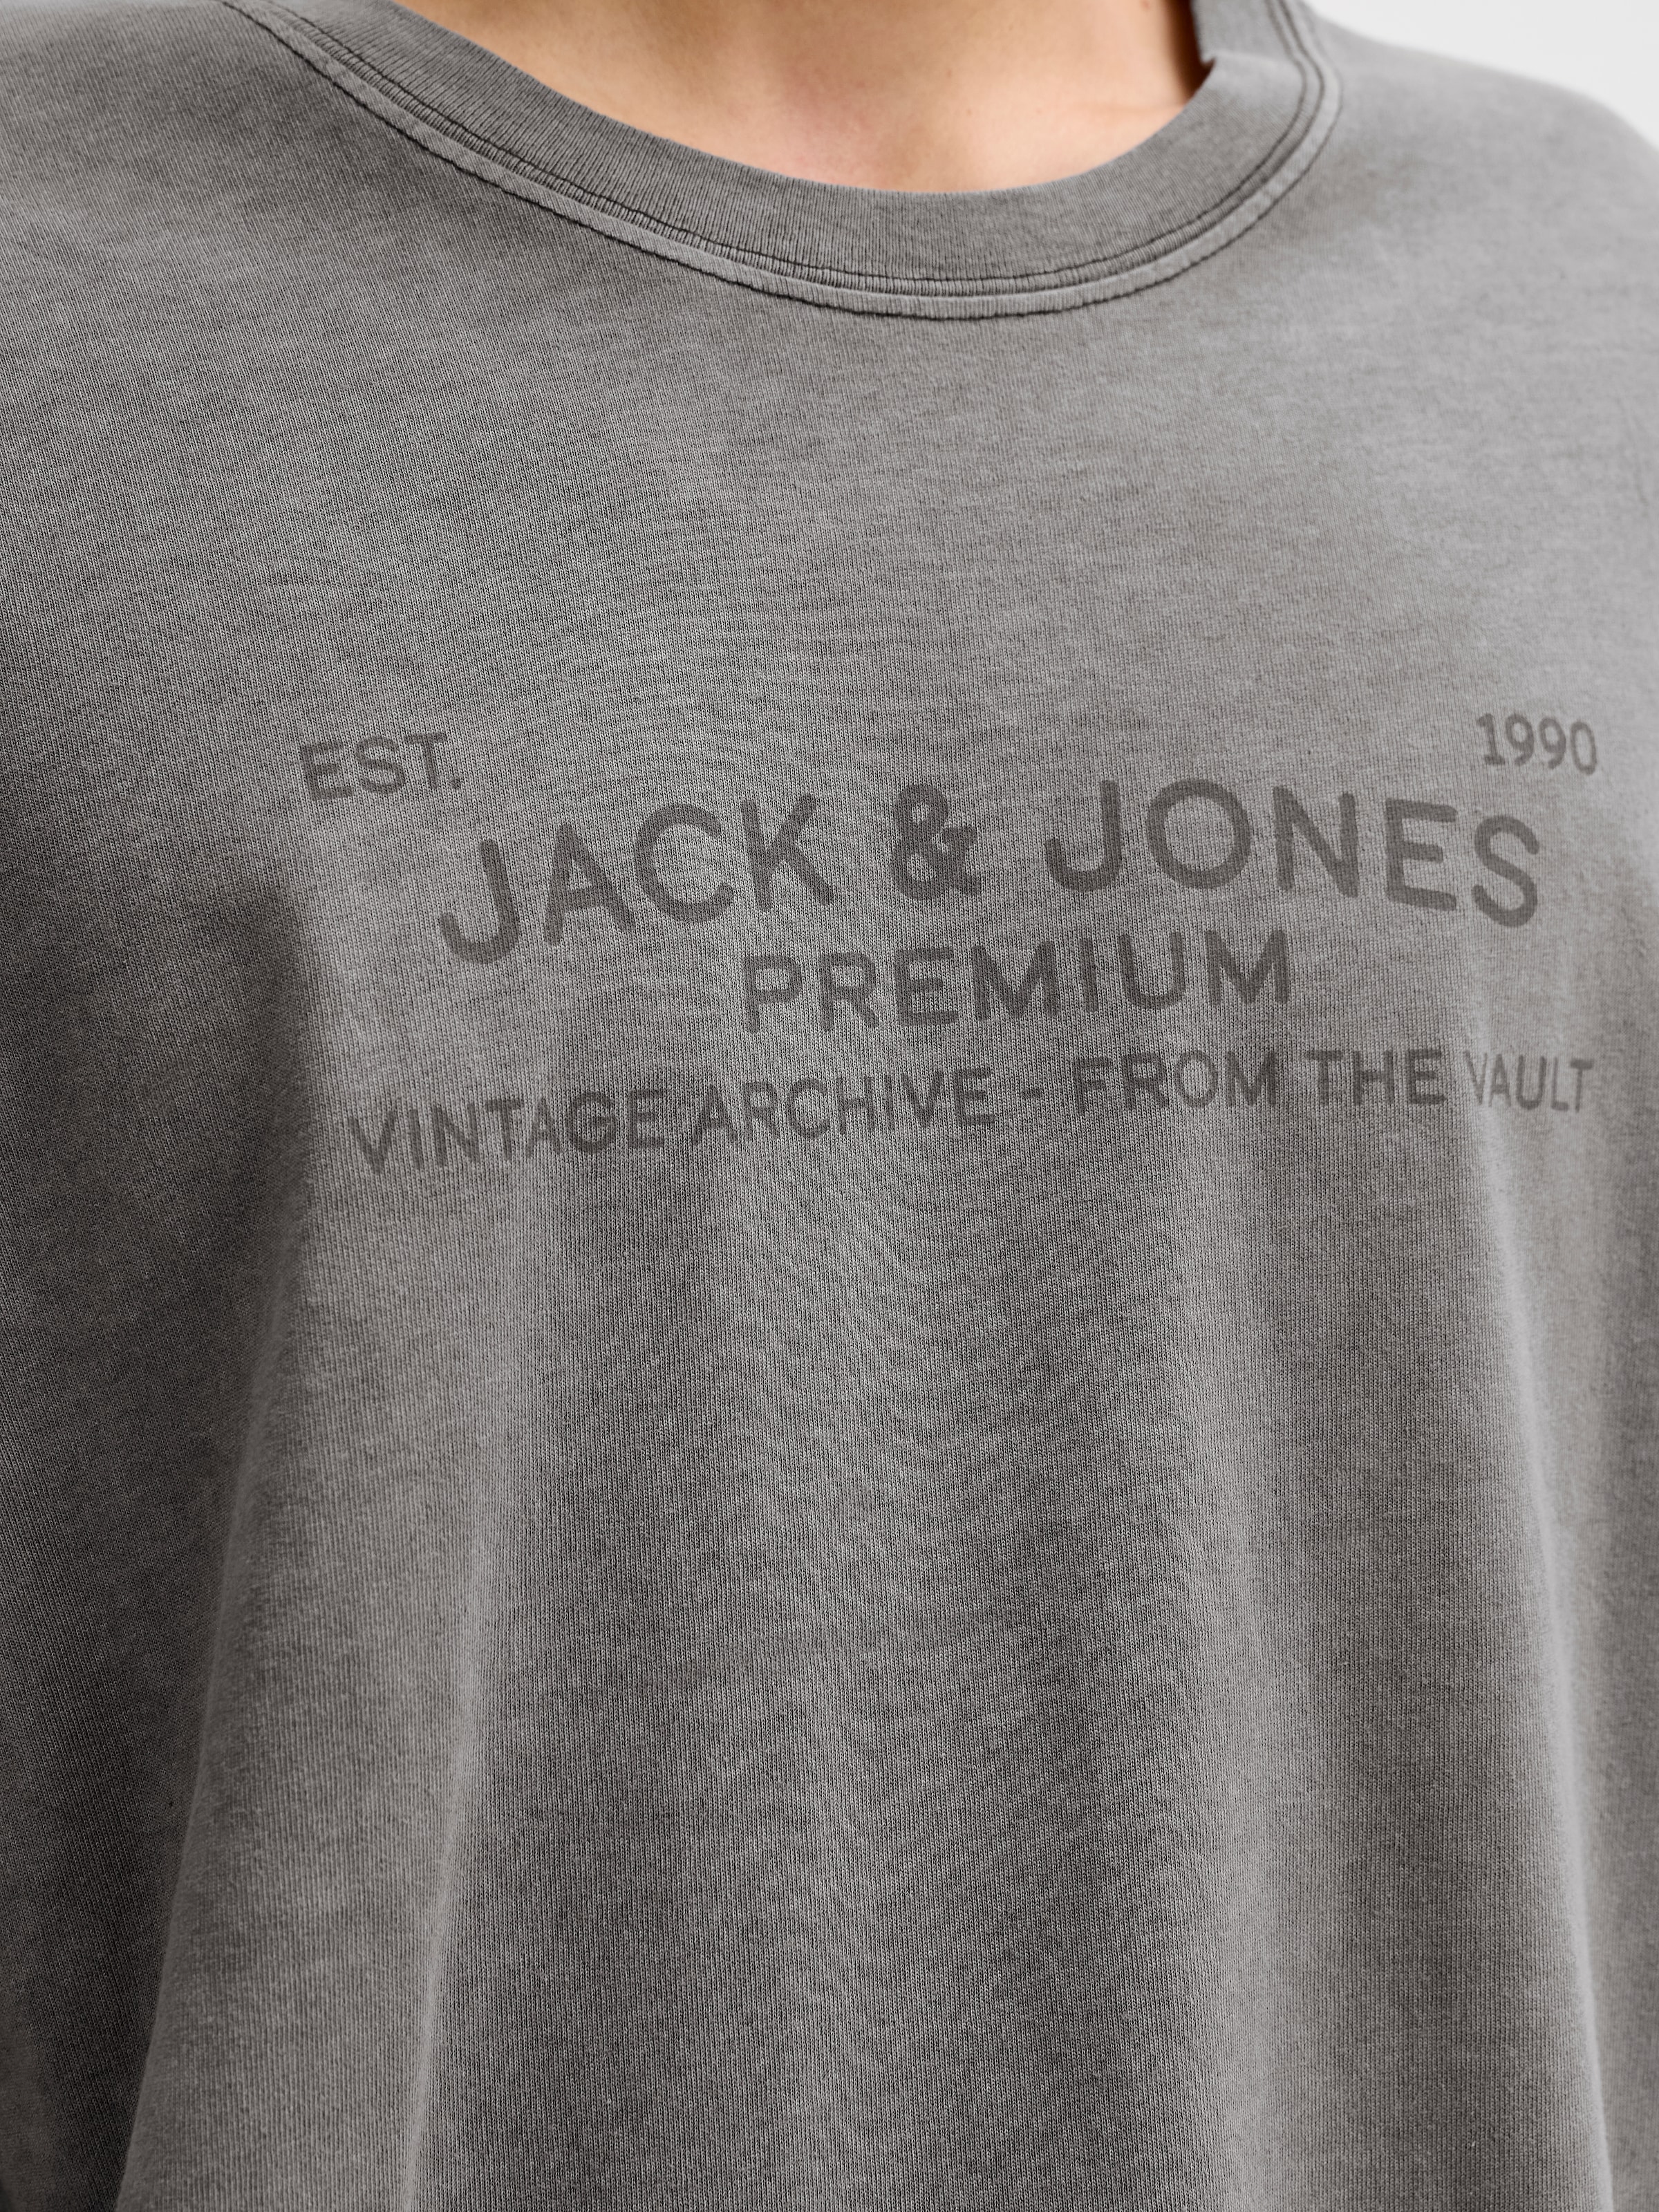 EST. 1990
JACK & JONES
PREMIUM
VINTAGE ARCHIVE - FROM THE VAULT